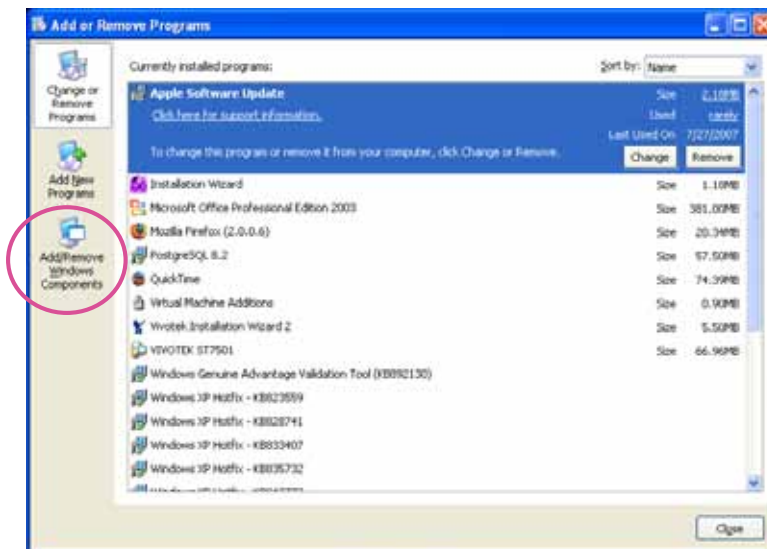 Add or Remove Programs
Change or
Remove
Programs
Add New
Programs
Add/Remove
Windows
Components
Currently installed programs:
Sort by: Name
Apple Software Update
Size 2.18MB
Click here for support information.
Used rarely
Last Used On 7/27/2007
To change this program or remove it from your computer, click Change or Remove.
Change
Remove
Installation Wizard Size 1.10MB
Microsoft Office Professional Edition 2003 Size 381.00MB
Mozilla Firefox (2.0.0.6) Size 20.34MB
PostgreSQL 8.2 Size 57.50MB
QuickTime Size 74.39MB
Virtual Machine Additions Size 0.90MB
Vivotek Installation Wizard 2 Size 5.50MB
VIVOTEK ST7501 Size 66.96MB
Windows Genuine Advantage Validation Tool (KB892130)
Windows XP Hotfix - KB823559
Windows XP Hotfix - KB828741
Windows XP Hotfix - KB833407
Windows XP Hotfix - KB835732
Close